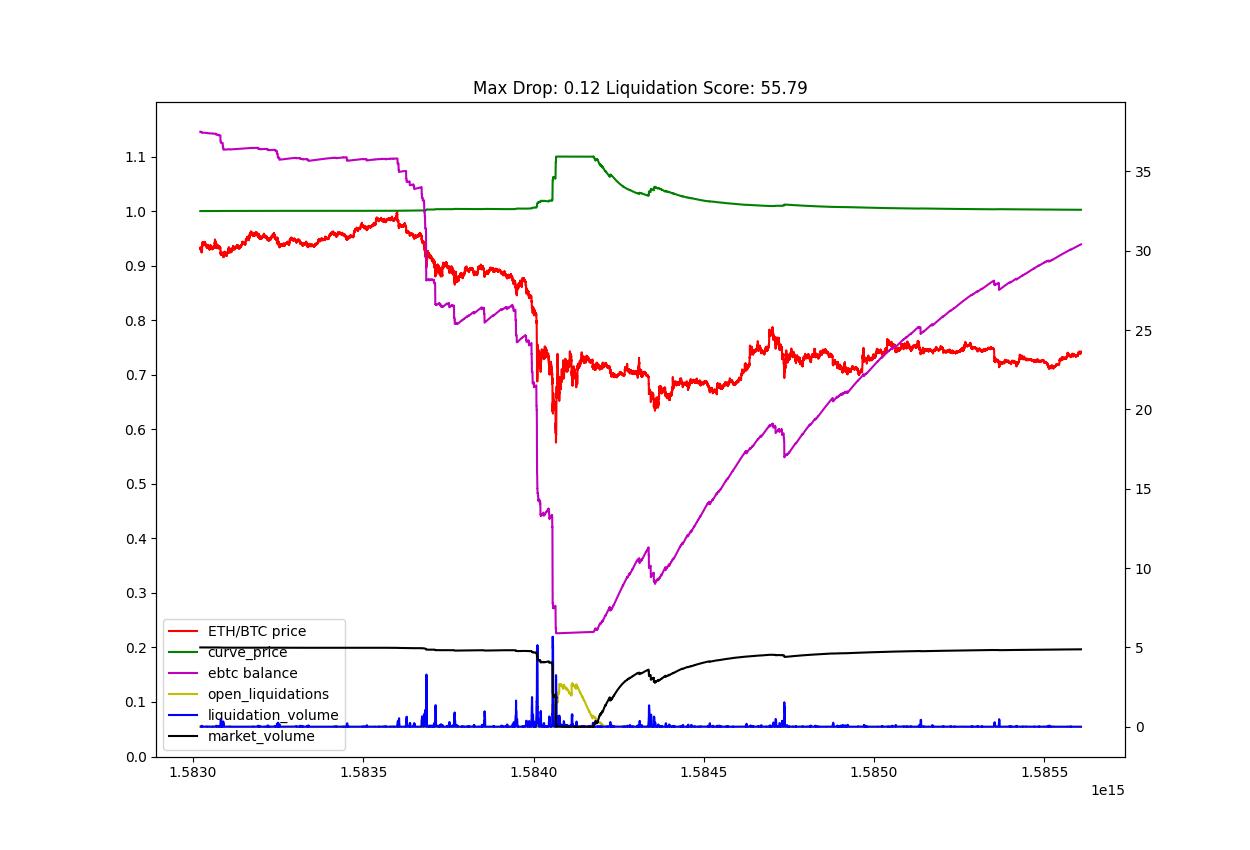 Max Drop: 0.12 Liquidation Score: 55.79
1.1
1.0
0.9
0.8
0.7
0.6
0.5
0.4
0.3
0.2
0.1
0.0
35
30
25
20
15
10
5
0
ETH/BTC price
curve_price
ebtc balance
open_liquidations
liquidation_volume
market_volume
1.5830 1.5835 1.5840 1.5845 1.5850 1.5855
1e15